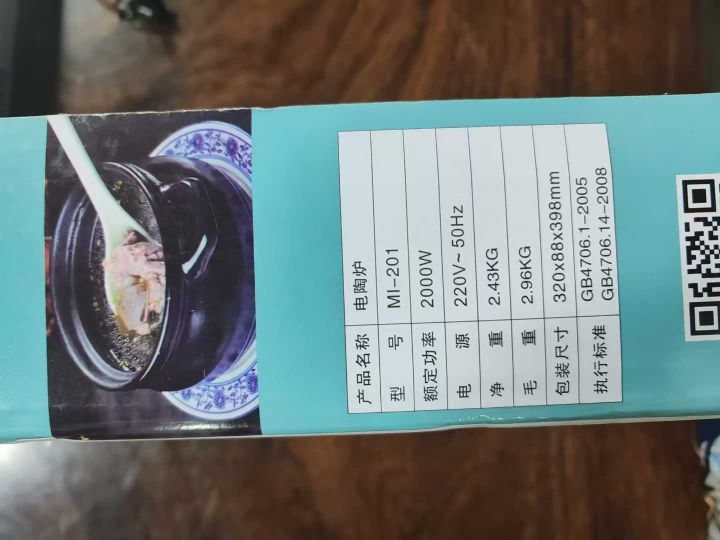 产品名称 电陶炉
型号 MI-201
额定功率 2000W
电源 220V~50Hz
净重 2.43KG
毛重 2.96KG
包装尺寸 320x88x398mm
执行标准 GB4706.1-2005
GB4706.14-2008